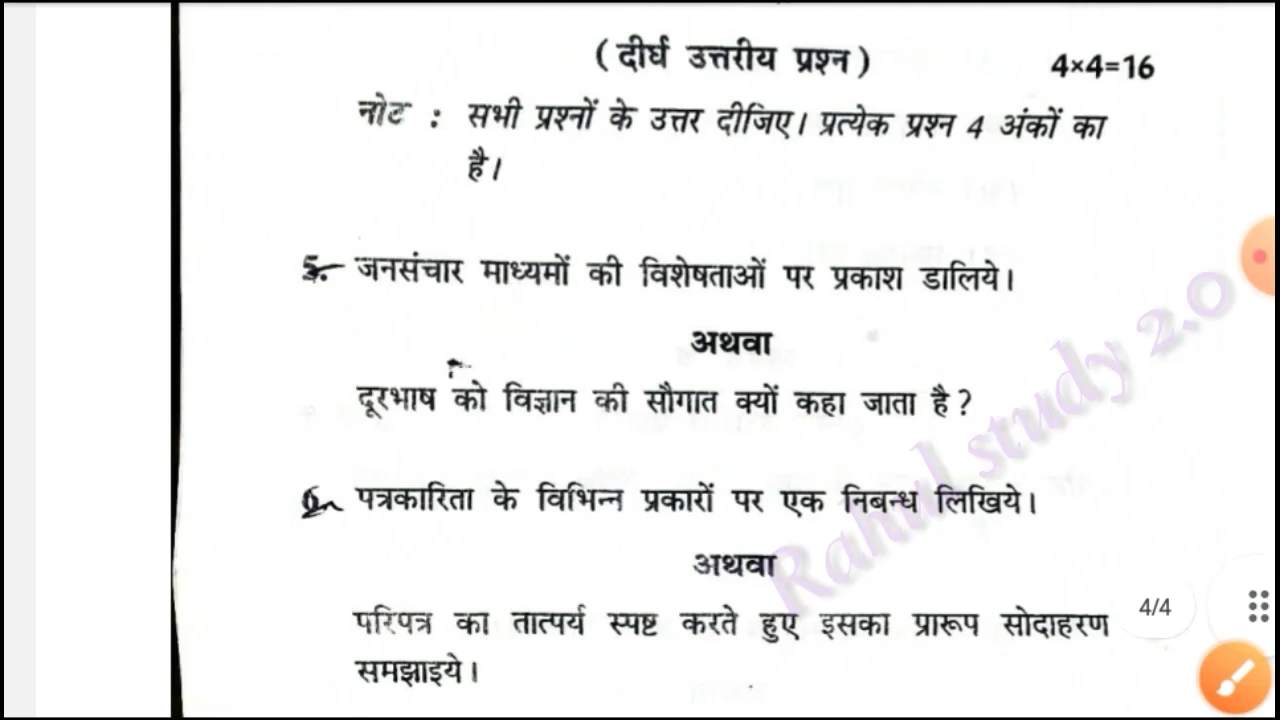 ( दीर्घ उत्तरीय प्रश्न ) 4×4=16
नोट : सभी प्रश्नों के उत्तर दीजिए। प्रत्येक प्रश्न 4 अंकों का
है।
5. जनसंचार माध्यमों की विशेषताओं पर प्रकाश डालिये।
अथवा
दूरभाष को विज्ञान की सौगात क्यों कहा जाता है ?
पत्रकारिता के विभिन्न प्रकारों पर एक निबन्ध लिखिये।
अथवा
परिपत्र का तात्पर्य स्पष्ट करते हुए इसका प्रारूप सोदाहरण
समझाइये।
Rahul study 2.0
4/4